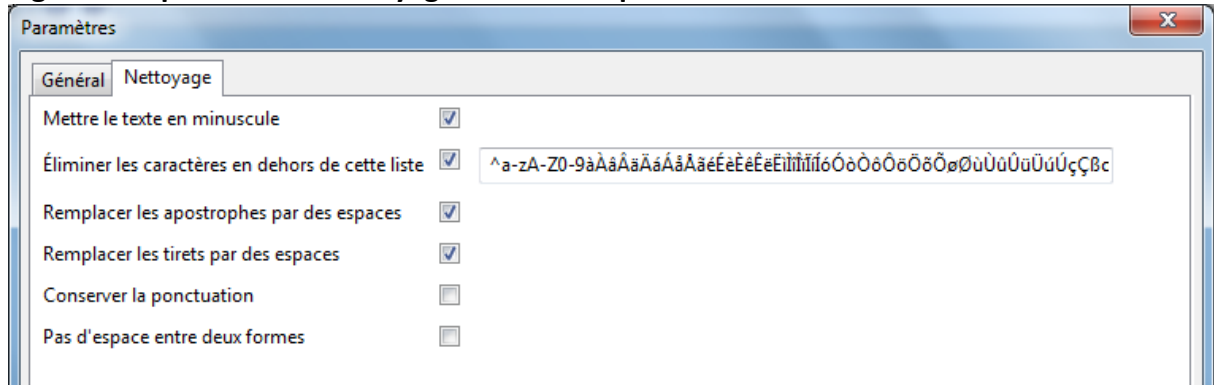 Paramètres
Général Nettoyage
Mettre le texte en minuscule
Éliminer les caractères en dehors de cette liste ^a-zA-Z0-9àÀâÂäÄáÁåÅãéÉèÈêÊëËìÌîÎïÏíÍóÓòÒôÔöÖõÕøØùÙûÛüÜúÚçÇßc
Remplacer les apostrophes par des espaces
Remplacer les tirets par des espaces
Conserver la ponctuation
Pas d'espace entre deux formes